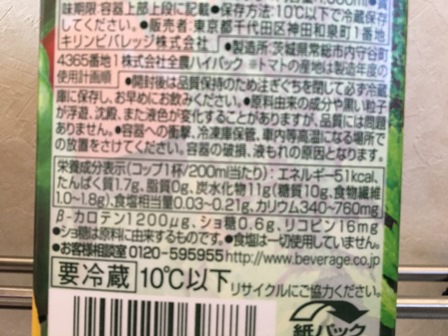 味期限:容器上部上段に記載 ●保存方法:10℃以下で冷蔵保存
してください。●販売者:東京都千代田区神田和泉町1番地
キリンビバレッジ株式会社 ●製造所:茨城県常総市内守谷町
4365番地1 株式会社全農ハイパック ※トマトの産地は製造年度の
使用計画順 ●開封後は品質保持のため注ぎぐちを閉じて必ず冷蔵
庫に保存し、お早めにお飲みください。●原料由来の成分や黒い粒子
が浮遊、沈殿、また液色が変化することがありますが、品質には問題
ありません。●容器への衝撃、冷凍庫保管、車内等高温になる場所で
の放置をさけてください。容器の破損、液もれの原因となります。
栄養成分表示(コップ1杯/200ml当たり):エネルギー51kcal、
たんぱく質1.7g、脂質0g、炭水化物11g(糖質10g、食物繊維
1.0~1.8g)、食塩相当量0.03~0.21g、カリウム340~760mg
β-カロテン1200μg、ショ糖0.6g、リコピン16mg
●ショ糖は原料に由来するものです。●食塩は一切使用していません。
●お客様相談室 0120-595955 http://www.beverage.co.jp
要冷蔵 10℃以下 リサイクルにご協力ください。
紙パック